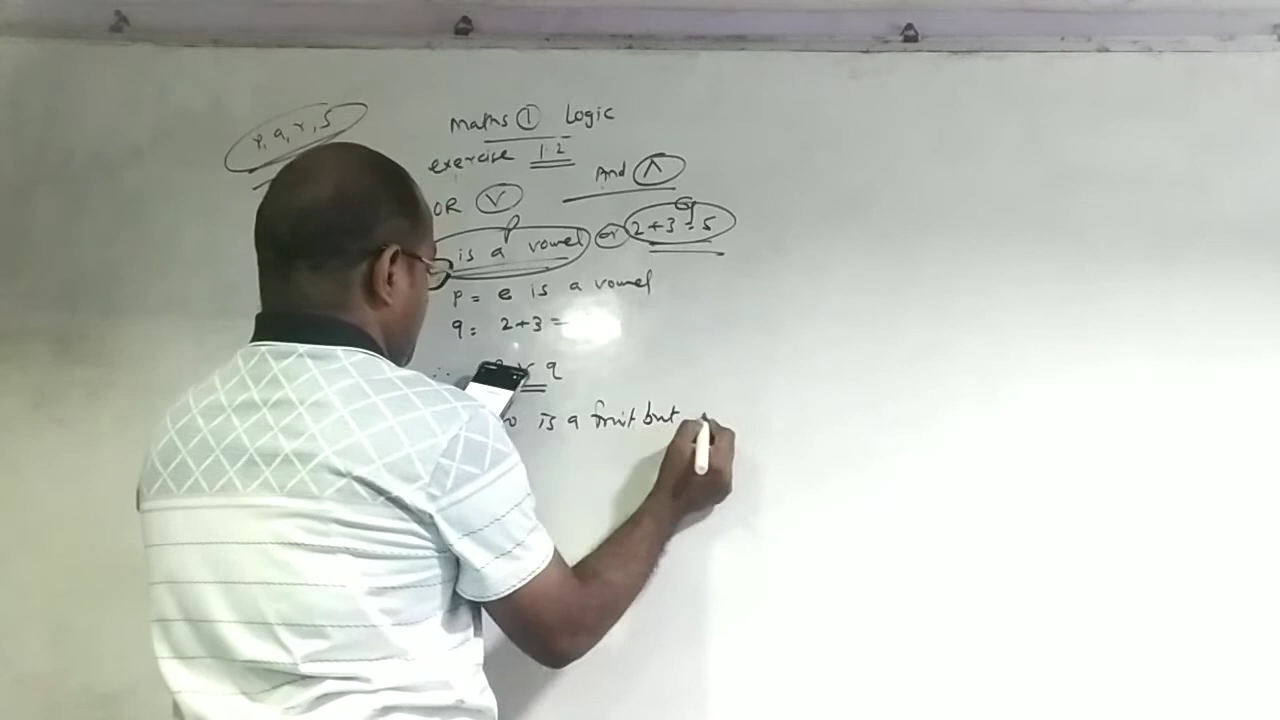 p, q, r, s
Maths ① Logic
exercise 1.2
And ∧
OR ∨
p q
is a vowel or 2+3=5
p = e is a vowel
q: 2+3 =
∴ ∨ q
o is a fruit but